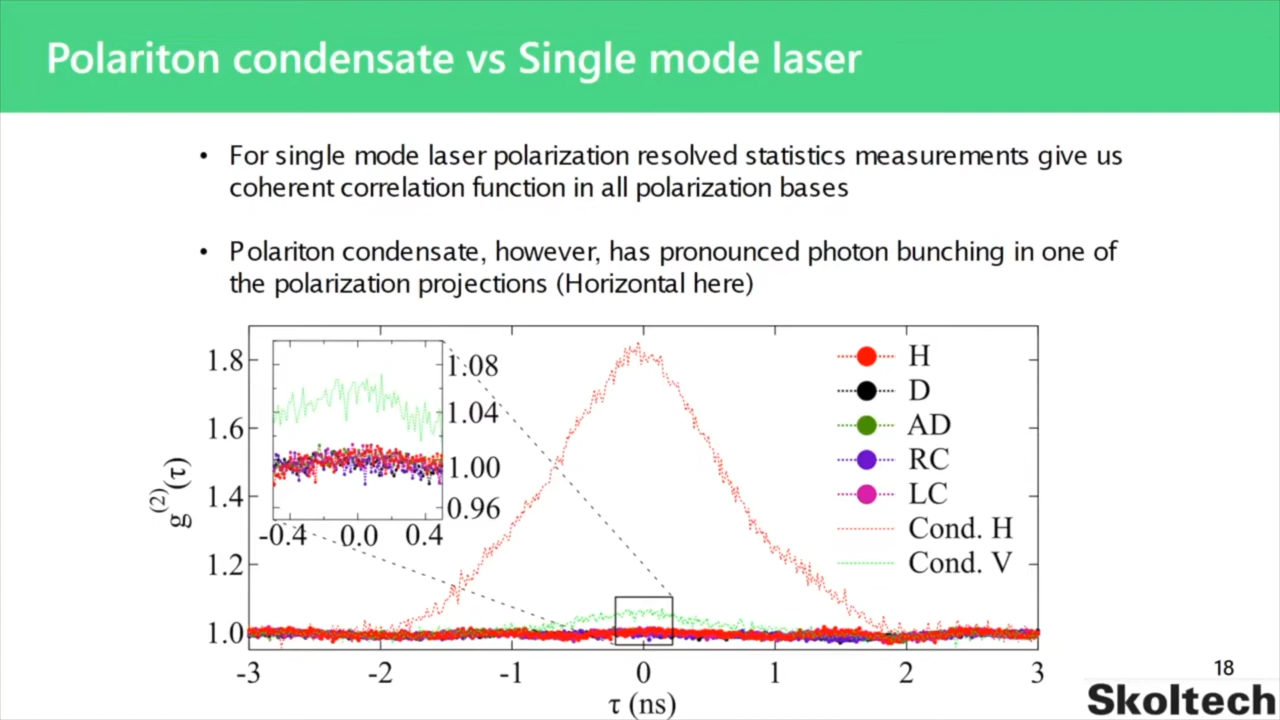 Polariton condensate vs Single mode laser
• For single mode laser polarization resolved statistics measurements give us
coherent correlation function in all polarization bases
• Polariton condensate, however, has pronounced photon bunching in one of
the polarization projections (Horizontal here)
g(2)(τ)
1.8
1.6
1.4
1.2
1.0
1.08
1.04
1.00
0.96
-0.4 0.0 0.4
H
D
AD
RC
LC
Cond. H
Cond. V
-3 -2 -1 0 1 2 3
τ (ns)
18
Skoltech